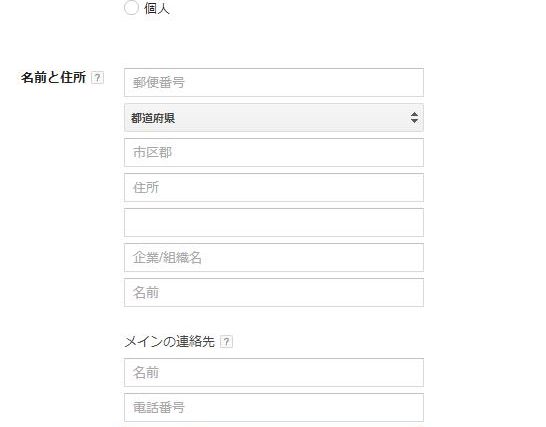 個人
名前と住所 ?
郵便番号
都道府県
市区郡
住所
企業/組織名
名前
メインの連絡先 ?
名前
電話番号